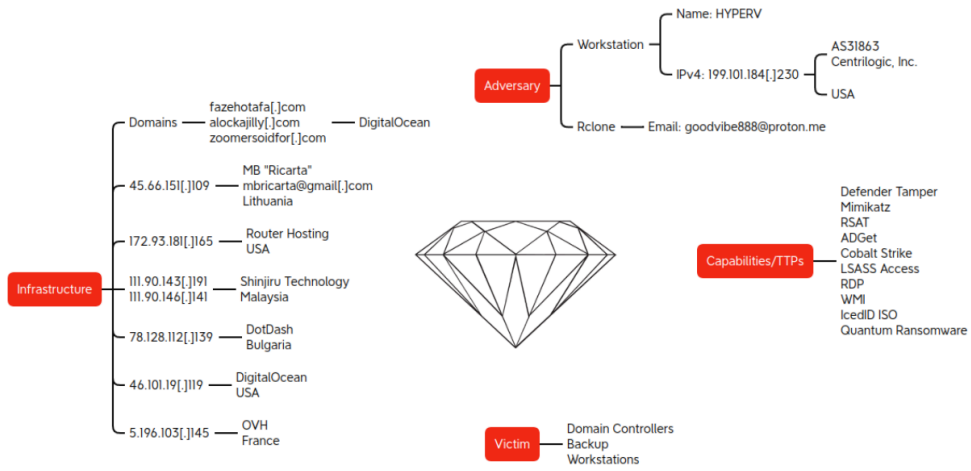 Adversary
Workstation
Name: HYPERV
IPv4: 199.101.184[.]230
AS31863
Centrilogic, Inc.
USA
Rclone
Email: goodvibe888@proton.me
Infrastructure
Domains
fazehotafa[.]com
alockajilly[.]com
zoomersoidfor[.]com
DigitalOcean
45.66.151[.]109
MB "Ricarta"
mbricarta@gmail[.]com
Lithuania
172.93.181[.]165
Router Hosting
USA
111.90.143[.]191
111.90.146[.]141
Shinjiru Technology
Malaysia
78.128.112[.]139
DotDash
Bulgaria
46.101.19[.]119
DigitalOcean
USA
5.196.103[.]145
OVH
France
Capabilities/TTPs
Defender Tamper
Mimikatz
RSAT
ADGet
Cobalt Strike
LSASS Access
RDP
WMI
IcedID ISO
Quantum Ransomware
Victim
Domain Controllers
Backup
Workstations